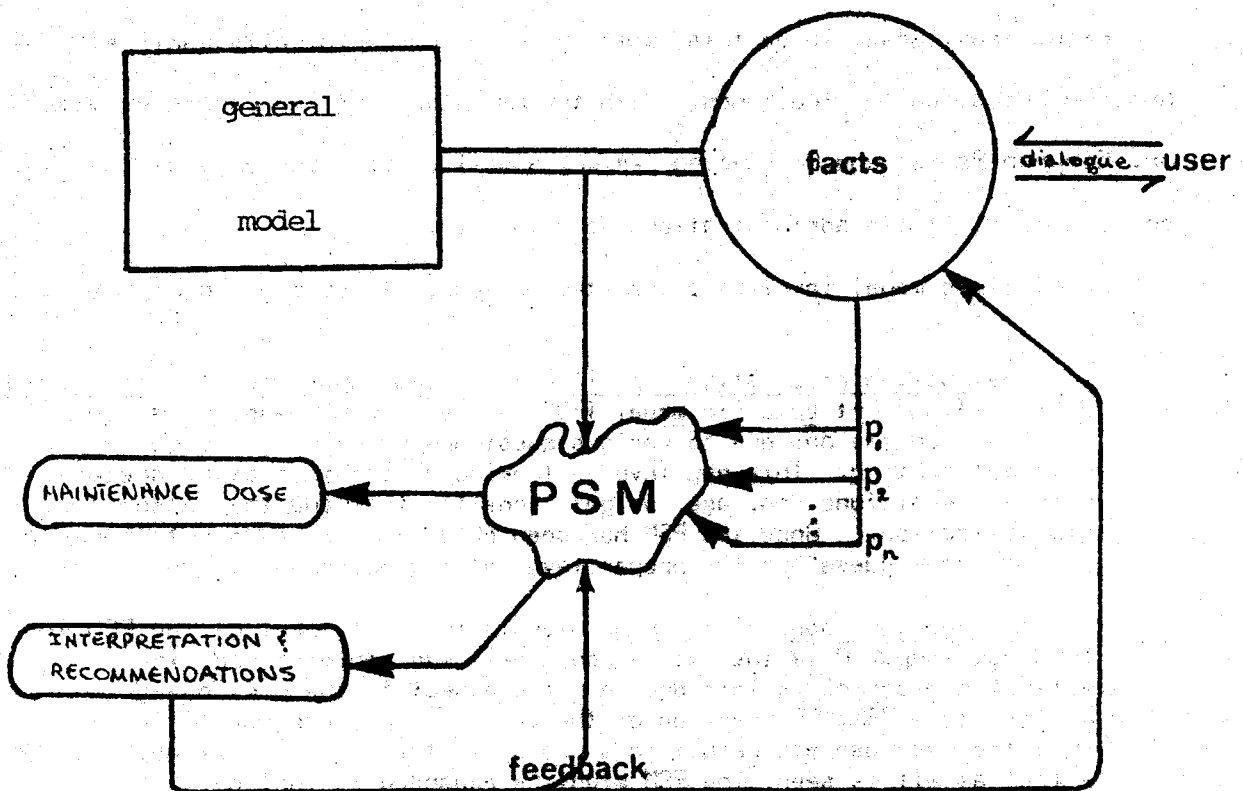 general
model
facts
dialogue
user
p₁
PSM
p₂
MAINTENANCE DOSE
pₙ
INTERPRETATION &
RECOMMENDATIONS
feedback